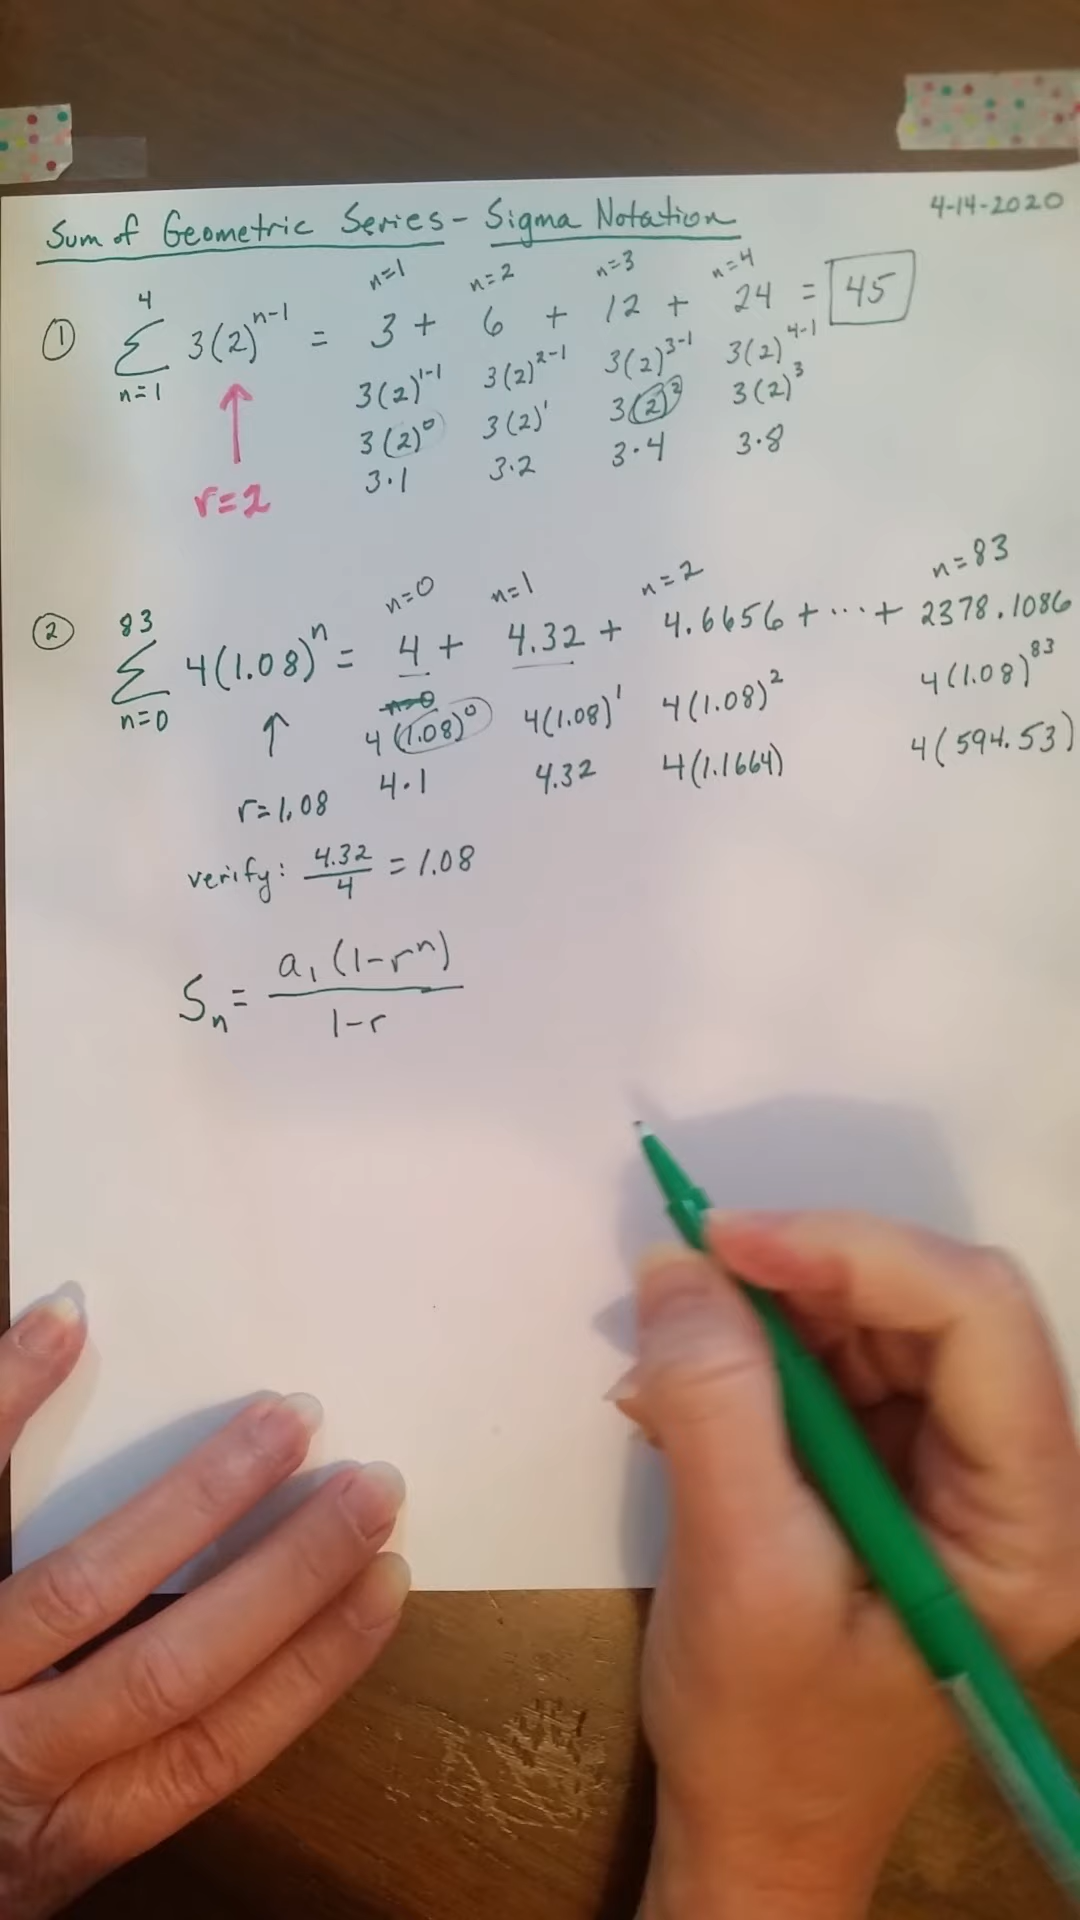 Sum of Geometric Series - Sigma Notation 4-14-2020
n=1 n=2 n=3 n=4
① 4 ∑ n=1 3(2)^(n-1) = 3 + 6 + 12 + 24 = 45
3(2)^(1-1) 3(2)^(2-1) 3(2)^(3-1) 3(2)^(4-1)
3(2)^0 3(2)^1 3(2)^2 3(2)^3
3·1 3·2 3·4 3·8
r=2
n=0 n=1 n=2 n=83
② 83 ∑ n=0 4(1.08)^n = 4 + 4.32 + 4.6656 + ... + 2378.1086
n=0
4(1.08)^0 4(1.08)^1 4(1.08)^2 4(1.08)^83
4·1 4.32 4(1.1664) 4(594.53)
r=1.08
verify: 4.32/4 = 1.08
Sn = a1(1-r^n)/(1-r)